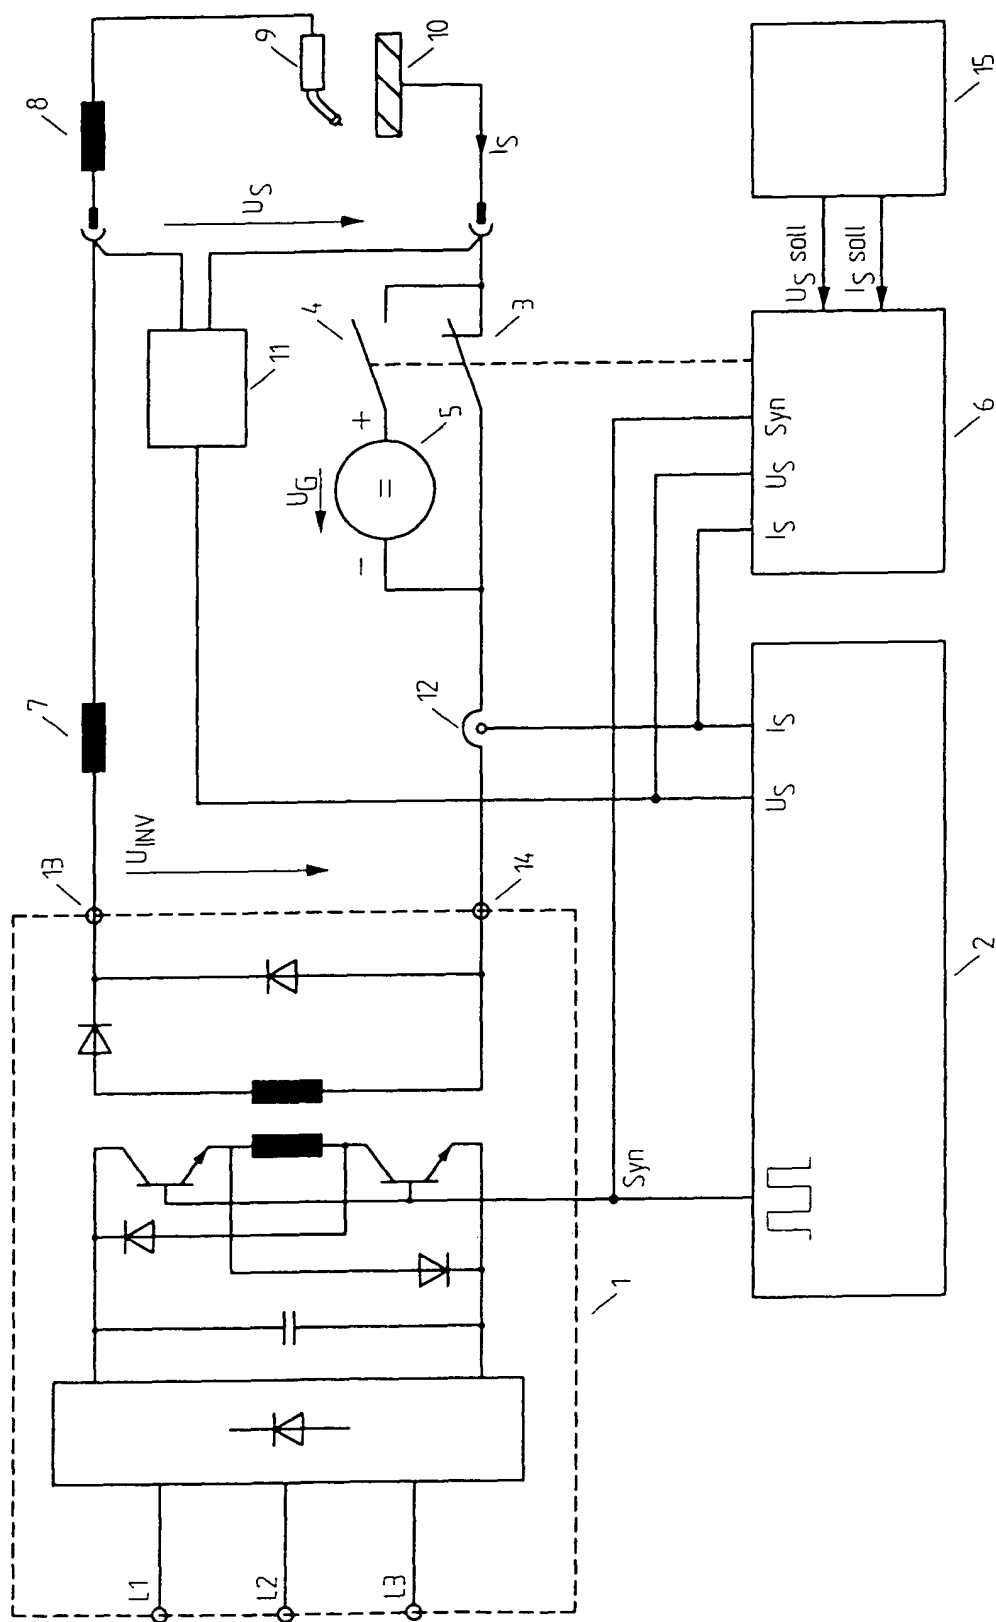 L1
L2
L3
1
13
14
U_INV
7
12
8
9
10
U_S
I_S
11
4
3
5
U_G
+
=
−
Syn
2
U_S
I_S
6
I_S
U_S
Syn
U_S soll
I_S soll
15